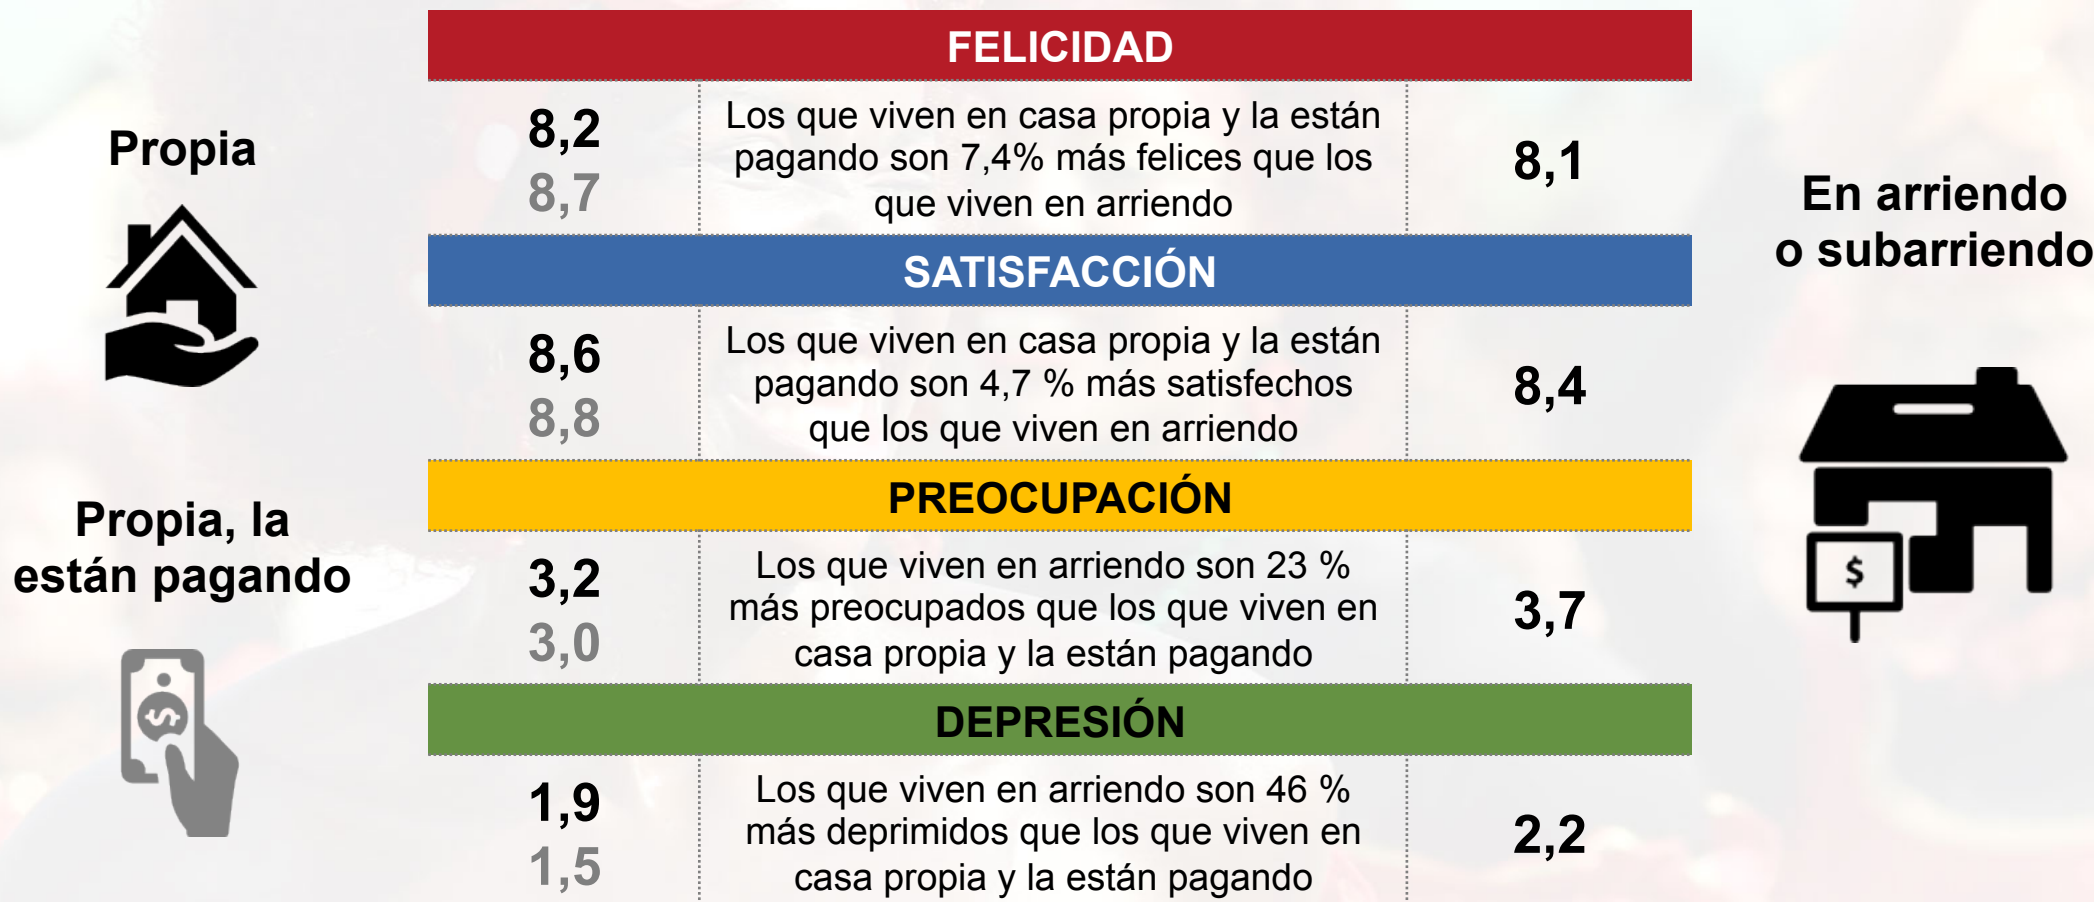 FELICIDAD
Propia
8,2
8,7
Los que viven en casa propia y la están
pagando son 7,4% más felices que los
que viven en arriendo
8,1
En arriendo
o subarriendo
SATISFACCIÓN
8,6
8,8
Los que viven en casa propia y la están
pagando son 4,7 % más satisfechos
que los que viven en arriendo
8,4
PREOCUPACIÓN
Propia, la
están pagando
3,2
3,0
Los que viven en arriendo son 23 %
más preocupados que los que viven en
casa propia y la están pagando
3,7
$
DEPRESIÓN
$
1,9
1,5
Los que viven en arriendo son 46 %
más deprimidos que los que viven en
casa propia y la están pagando
2,2